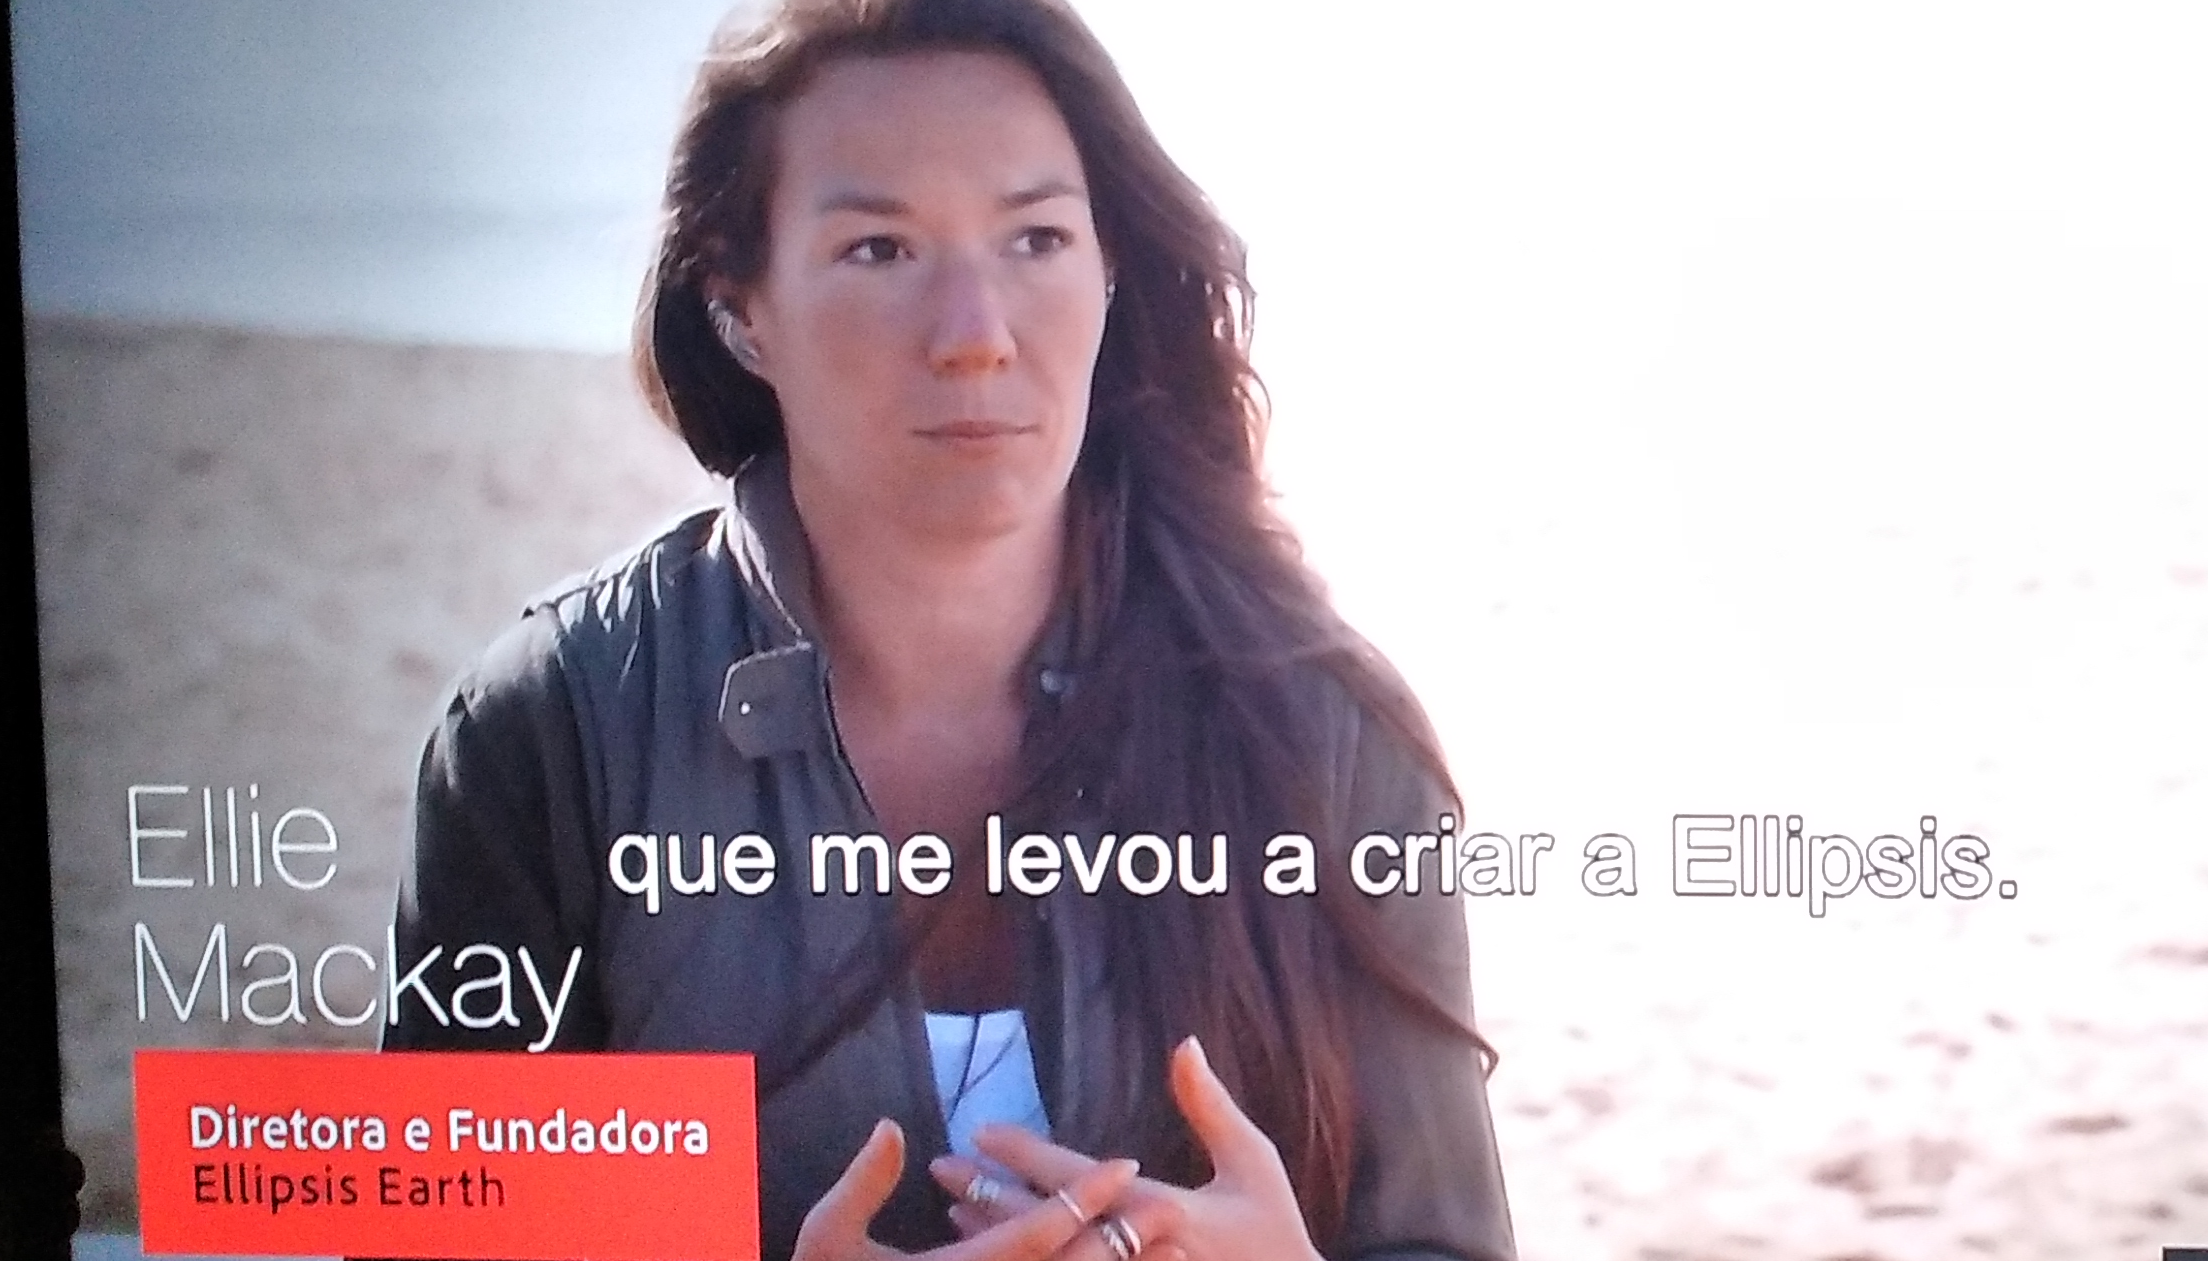 Ellie
Mackay
que me levou a criar a Ellipsis.
Diretora e Fundadora
Ellipsis Earth